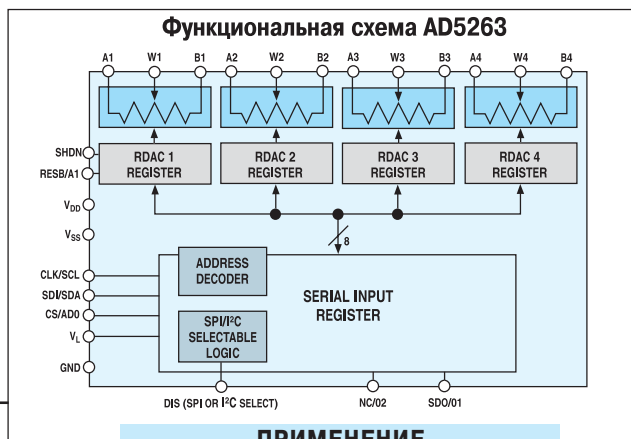 Функциональная схема AD5263
A1 W1 B1 A2 W2 B2 A3 W3 B3 A4 W4 B4
SHDN
RESB/A1
RDAC 1
REGISTER
RDAC 2
REGISTER
RDAC 3
REGISTER
RDAC 4
REGISTER
VDD
VSS
8
CLK/SCL
SDI/SDA
CS/AD0
VL
GND
ADDRESS
DECODER
SERIAL INPUT
REGISTER
SPI/I²C
SELECTABLE
LOGIC
DIS (SPI OR I²C SELECT)
NC/02
SDO/01
ПРИМЕНЕНИЕ